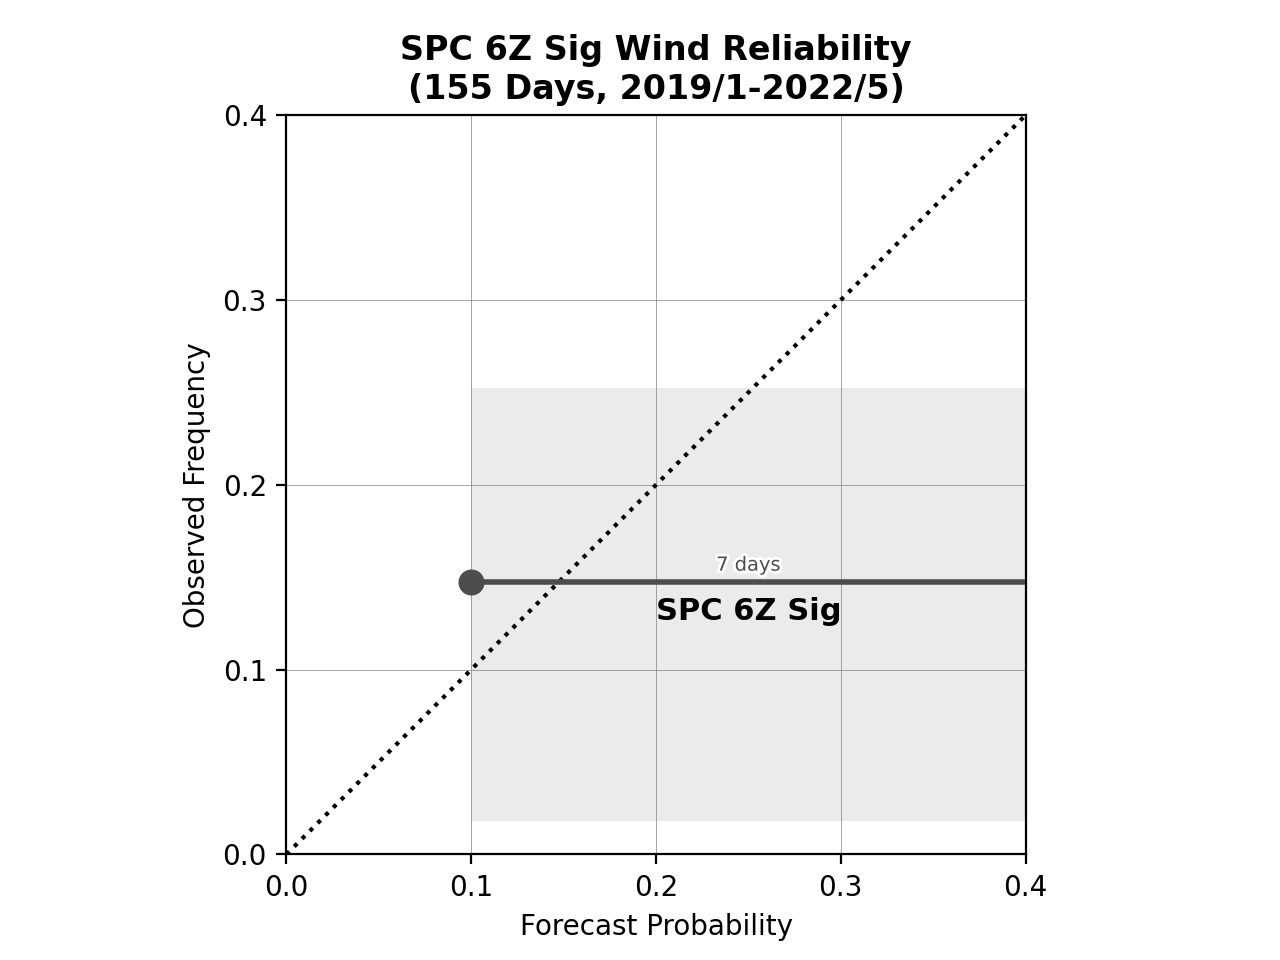 SPC 6Z Sig Wind Reliability
(155 Days, 2019/1-2022/5)
0.4
0.3
0.2
0.1
0.0
Observed Frequency
7 days
SPC 6Z Sig
0.0 0.1 0.2 0.3 0.4
Forecast Probability